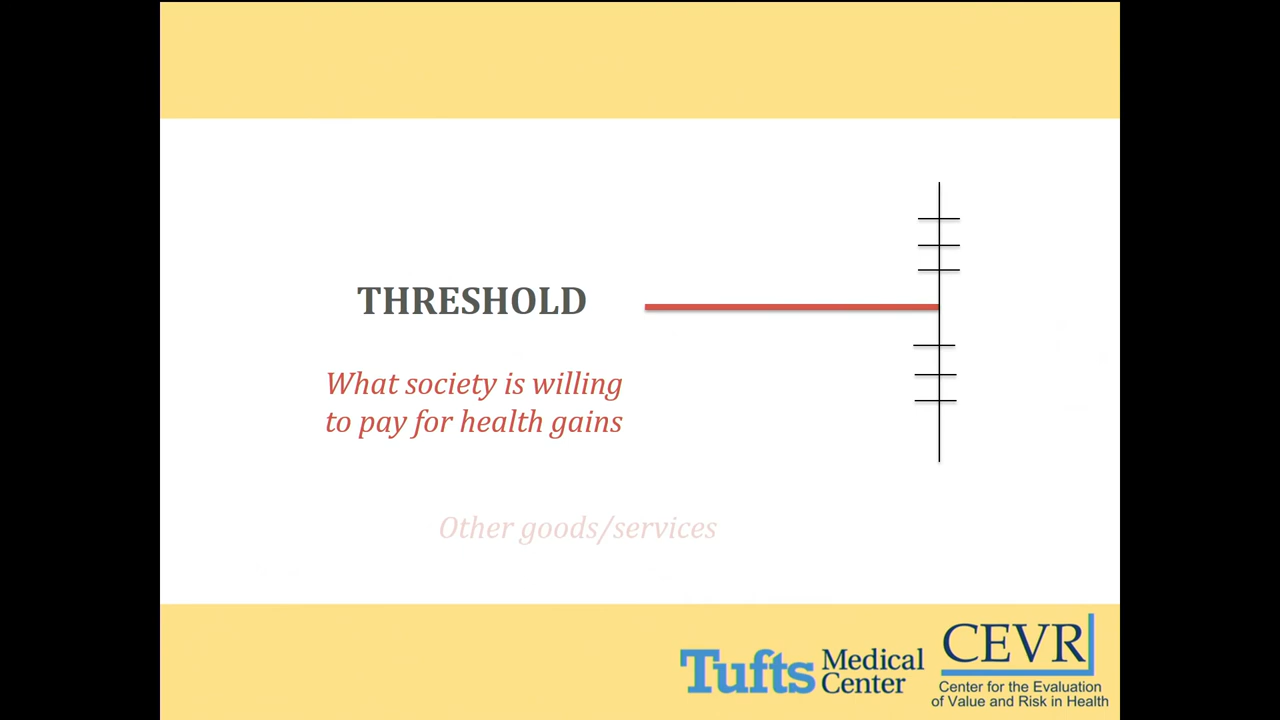 THRESHOLD
What society is willing
to pay for health gains
Other goods/services
Tufts Medical Center
CEVR
Center for the Evaluation
of Value and Risk in Health